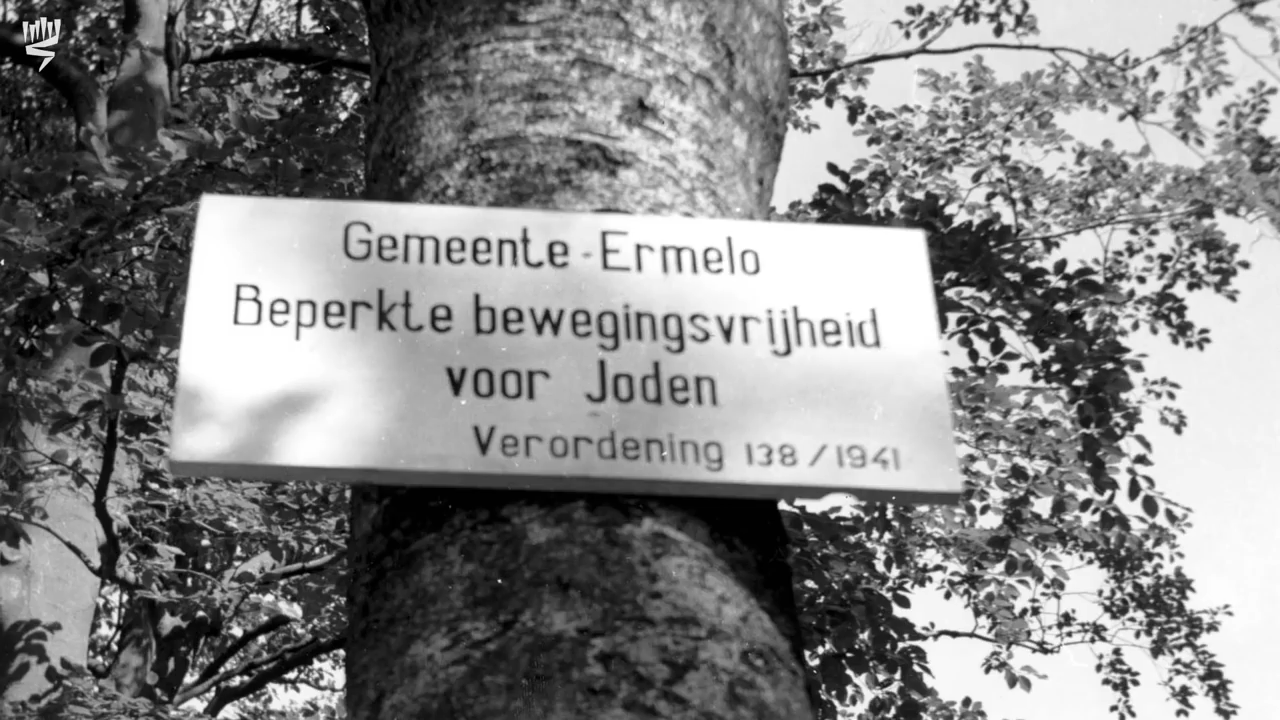 Gemeente - Ermelo
Beperkte bewegingsvrijheid
voor Joden
Verordening 138/1941